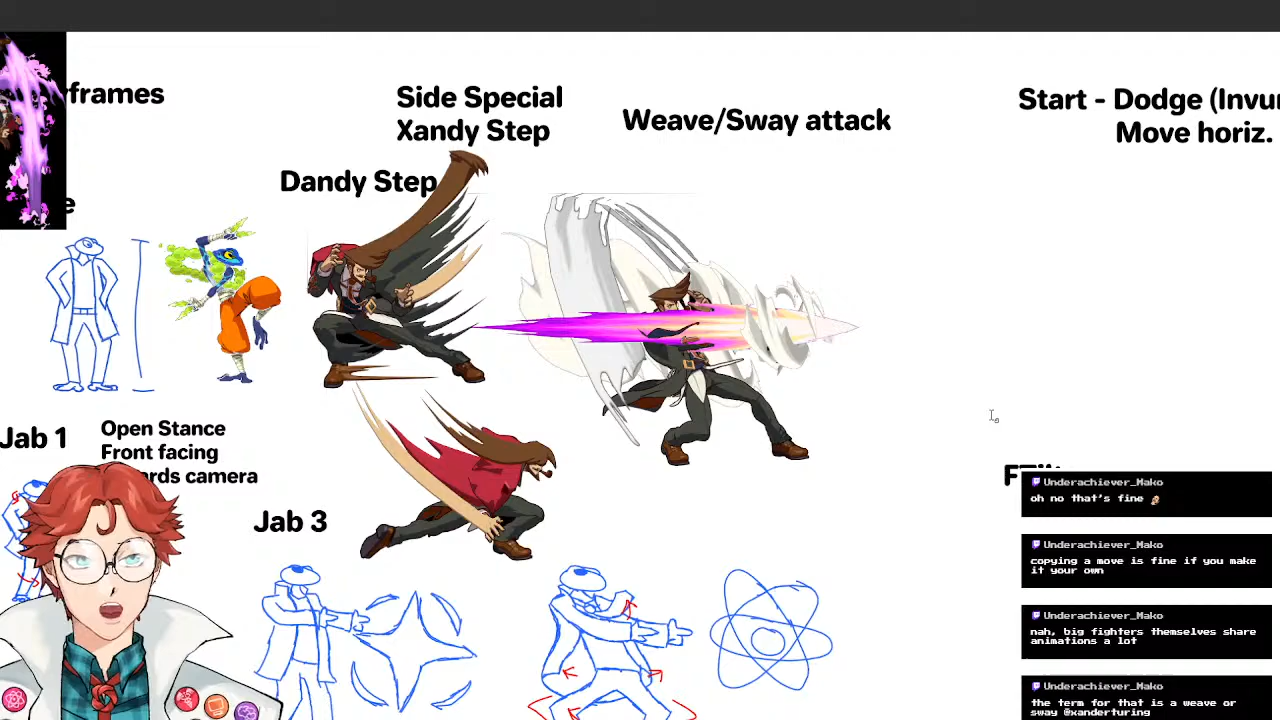 frames
Side Special
Xandy Step
Weave/Sway attack
Start - Dodge (Invu
Move horiz.
Dandy Step
e
Jab 1
Open Stance
Front facing
ards camera
Jab 3
Underachiever_Mako
oh no that's fine
Underachiever_Mako
copying a move is fine if you make
it your own
Underachiever_Mako
nah, big fighters themselves share
animations a lot
Underachiever_Mako
the term for that is a weave or
sway @xanderturing